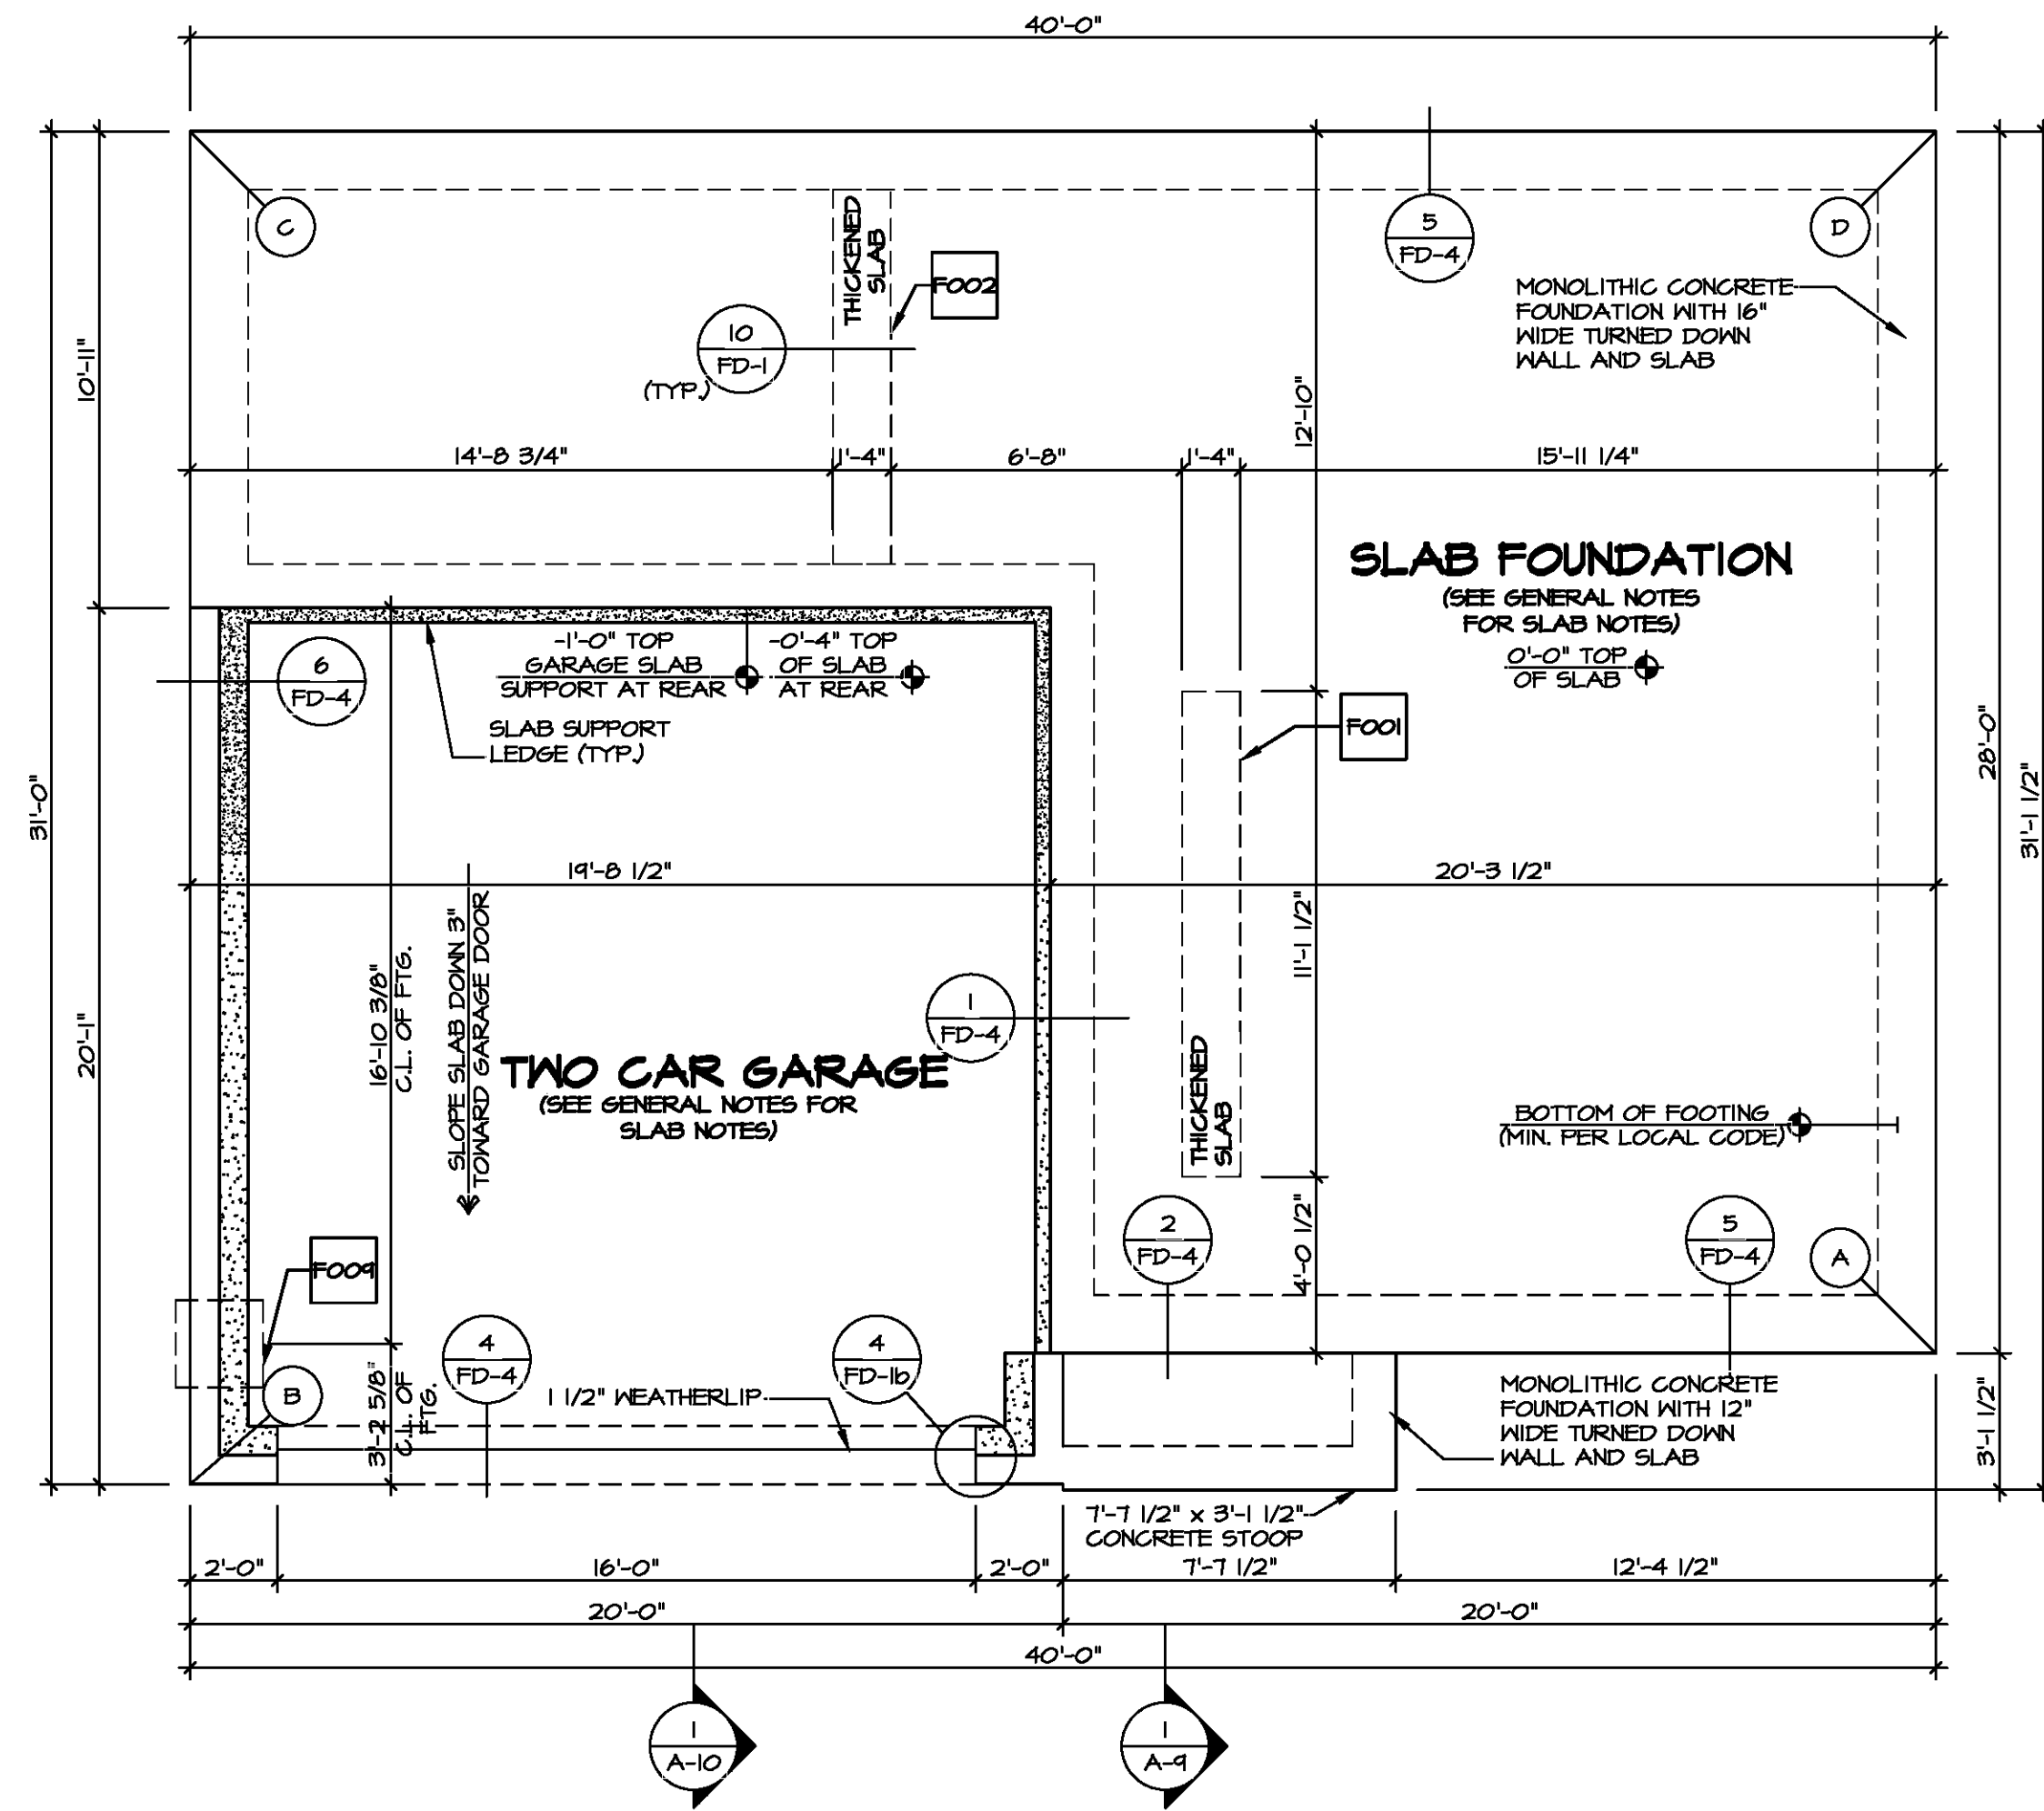 40'-0"
C
THICKENED
SLAB
F002
10
FD-1
(TYP.)
5
FD-4
D
MONOLITHIC CONCRETE
FOUNDATION WITH 16"
WIDE TURNED DOWN
WALL AND SLAB
10'-11"
12'-10"
14'-8 3/4"
1'-4"
6'-8"
1'-4"
15'-11 1/4"
SLAB FOUNDATION
(SEE GENERAL NOTES
FOR SLAB NOTES)
0'-0" TOP
OF SLAB
-1'-0" TOP
GARAGE SLAB
SUPPORT AT REAR
-0'-4" TOP
OF SLAB
AT REAR
6
FD-4
SLAB SUPPORT
LEDGE (TYP.)
F001
31'-0"
28'-0"
31'-1 1/2"
19'-8 1/2"
20'-3 1/2"
16'-10 3/8"
C.L. OF FTG.
SLOPE SLAB DOWN 3"
TOWARD GARAGE DOOR
11'-1 1/2"
1
FD-4
20'-1"
TWO CAR GARAGE
(SEE GENERAL NOTES FOR
SLAB NOTES)
THICKENED
SLAB
BOTTOM OF FOOTING
(MIN. PER LOCAL CODE)
F009
2
FD-4
4'-0 1/2"
5
FD-4
A
B
3'-2 5/8"
C.L. OF
FTG.
4
FD-4
1 1/2" WEATHERLIP
4
FD-1b
MONOLITHIC CONCRETE
FOUNDATION WITH 12"
WIDE TURNED DOWN
WALL AND SLAB
3'-1 1/2"
7'-7 1/2" x 3'-1 1/2"
CONCRETE STOOP
2'-0"
16'-0"
2'-0"
7'-7 1/2"
12'-4 1/2"
20'-0"
20'-0"
40'-0"
1
A-10
1
A-9